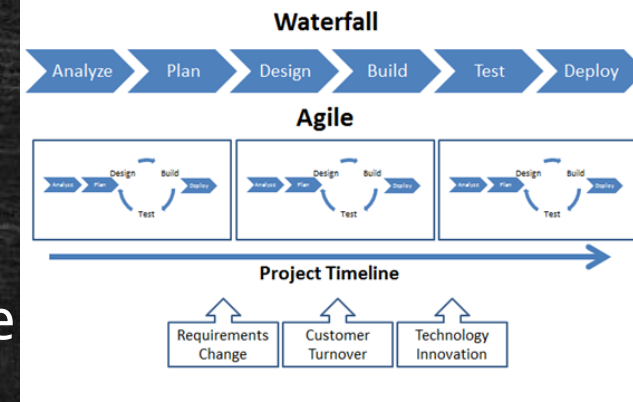 Waterfall
Analyze Plan Design Build Test Deploy
Agile
Analyze Plan Design Build Test Deploy
Analyze Plan Design Build Test Deploy
Analyze Plan Design Build Test Deploy
Project Timeline
Requirements
Change
Customer
Turnover
Technology
Innovation
e